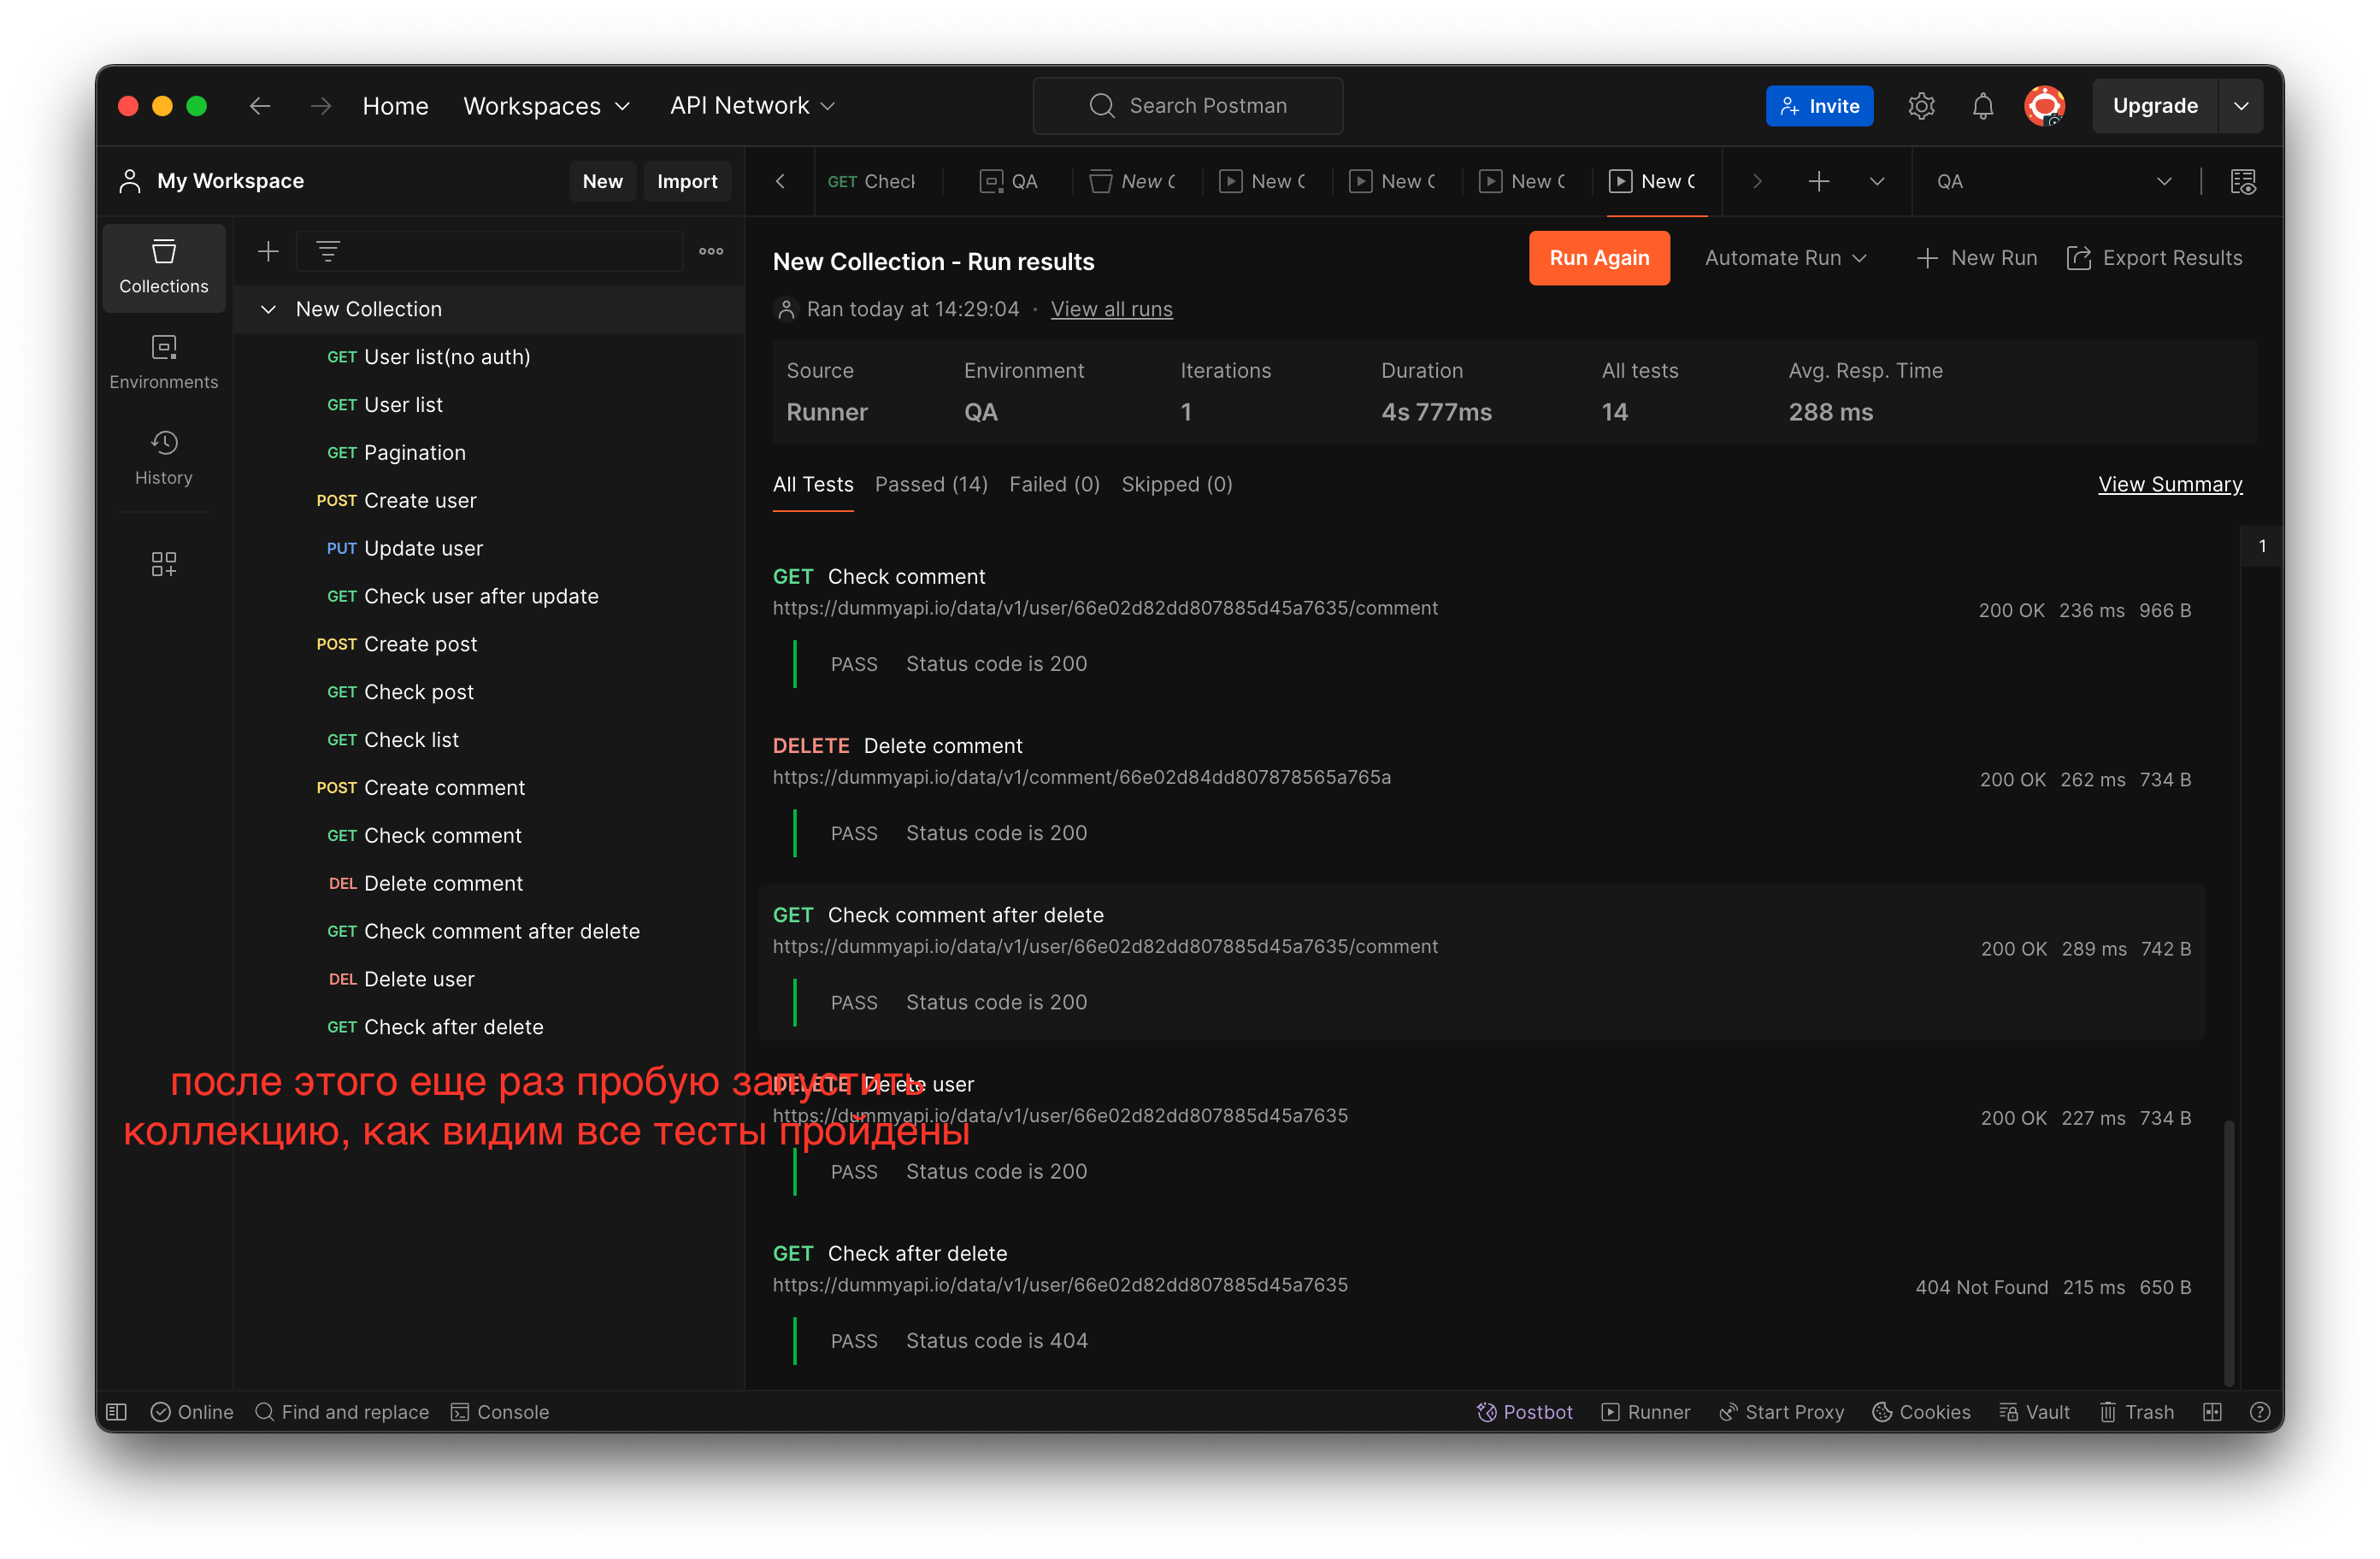 Home Workspaces API Network Search Postman Invite Upgrade
My Workspace New Import GET Check QA New C New C New C New C New C QA
Collections
Environments
History
New Collection
GET User list(no auth)
GET User list
GET Pagination
POST Create user
PUT Update user
GET Check user after update
POST Create post
GET Check post
GET Check list
POST Create comment
GET Check comment
DEL Delete comment
GET Check comment after delete
DEL Delete user
GET Check after delete
после этого еще раз пробую запустить
коллекцию, как видим все тесты пройдены
New Collection - Run results Run Again Automate Run New Run Export Results
Ran today at 14:29:04 · View all runs
Source Environment Iterations Duration All tests Avg. Resp. Time
Runner QA 1 4s 777ms 14 288 ms
All Tests Passed (14) Failed (0) Skipped (0) View Summary
1
GET Check comment
https://dummyapi.io/data/v1/user/66e02d82dd807885d45a7635/comment 200 OK 236 ms 966 B
PASS Status code is 200
DELETE Delete comment
https://dummyapi.io/data/v1/comment/66e02d84dd807878565a765a 200 OK 262 ms 734 B
PASS Status code is 200
GET Check comment after delete
https://dummyapi.io/data/v1/user/66e02d82dd807885d45a7635/comment 200 OK 289 ms 742 B
PASS Status code is 200
DELETE Delete user
https://dummyapi.io/data/v1/user/66e02d82dd807885d45a7635 200 OK 227 ms 734 B
PASS Status code is 200
GET Check after delete
https://dummyapi.io/data/v1/user/66e02d82dd807885d45a7635 404 Not Found 215 ms 650 B
PASS Status code is 404
Online Find and replace Console Postbot Runner Start Proxy Cookies Vault Trash